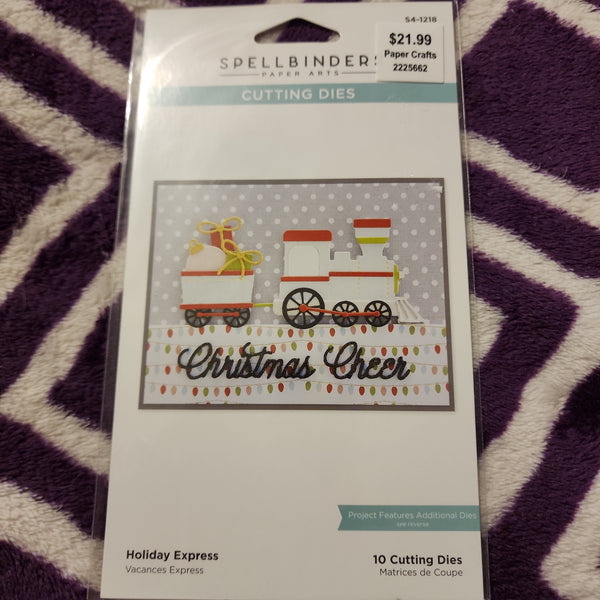 S4-1218
$21.99
Paper Crafts
2225662
SPELLBINDERS
PAPER ARTS
CUTTING DIES
Christmas Cheer
Project Features Additional Dies
see reverse
Holiday Express
Vacances Express
10 Cutting Dies
Matrices de Coupe